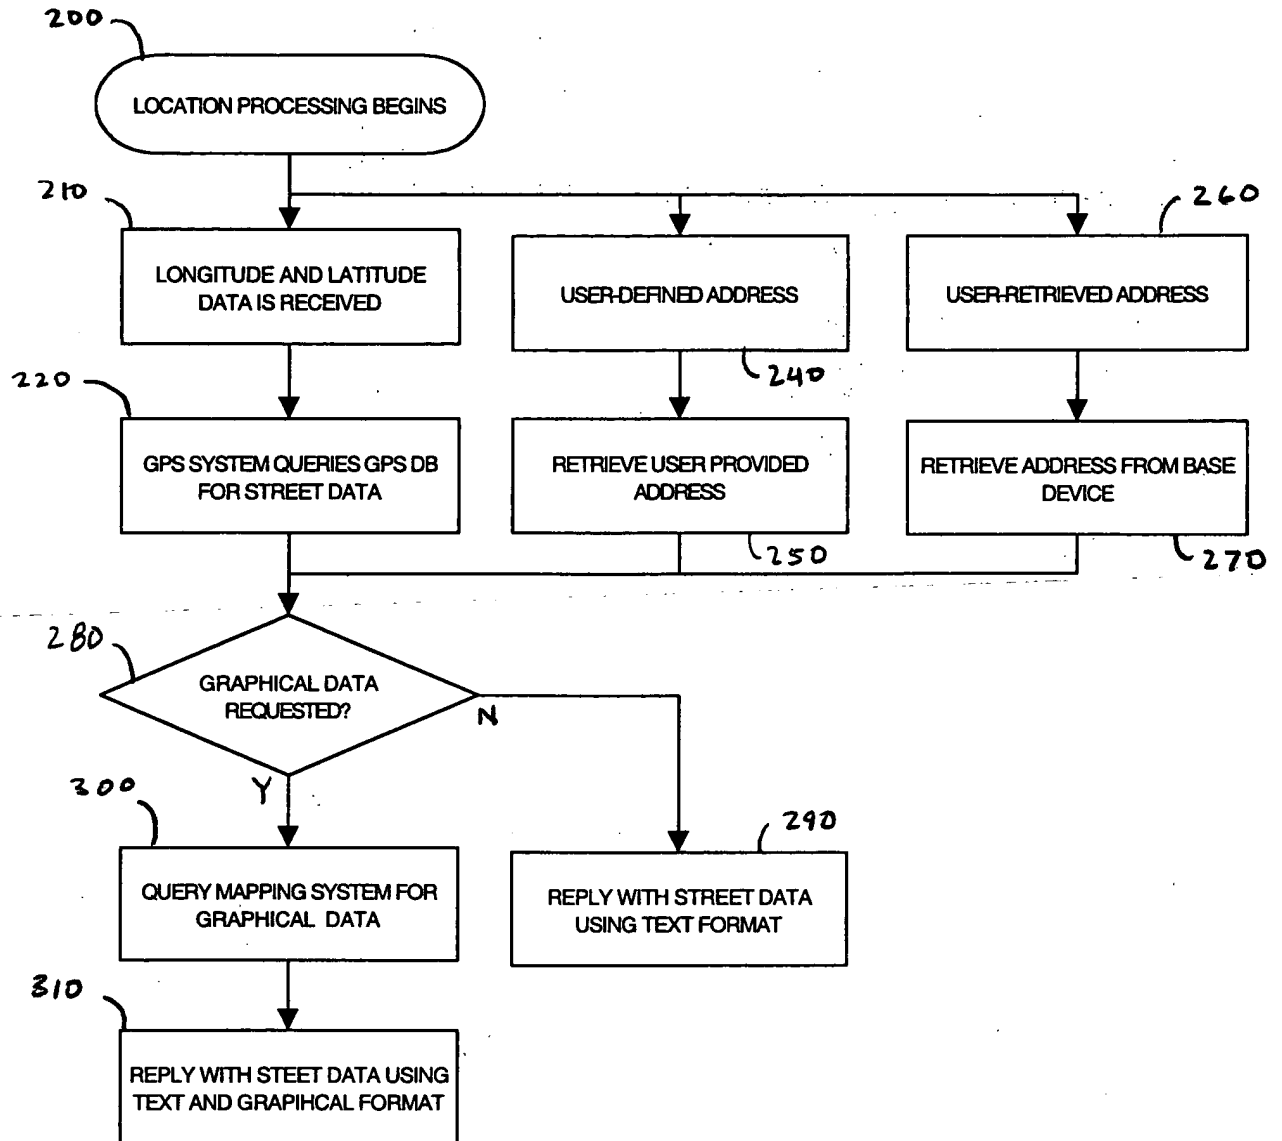 200
LOCATION PROCESSING BEGINS
210
LONGITUDE AND LATITUDE
DATA IS RECEIVED
USER-DEFINED ADDRESS
240
260
USER-RETRIEVED ADDRESS
220
GPS SYSTEM QUERIES GPS DB
FOR STREET DATA
RETRIEVE USER PROVIDED
ADDRESS
250
RETRIEVE ADDRESS FROM BASE
DEVICE
270
280
GRAPHICAL DATA
REQUESTED?
N
Y
300
QUERY MAPPING SYSTEM FOR
GRAPHICAL DATA
290
REPLY WITH STREET DATA
USING TEXT FORMAT
310
REPLY WITH STEET DATA USING
TEXT AND GRAPIHCAL FORMAT